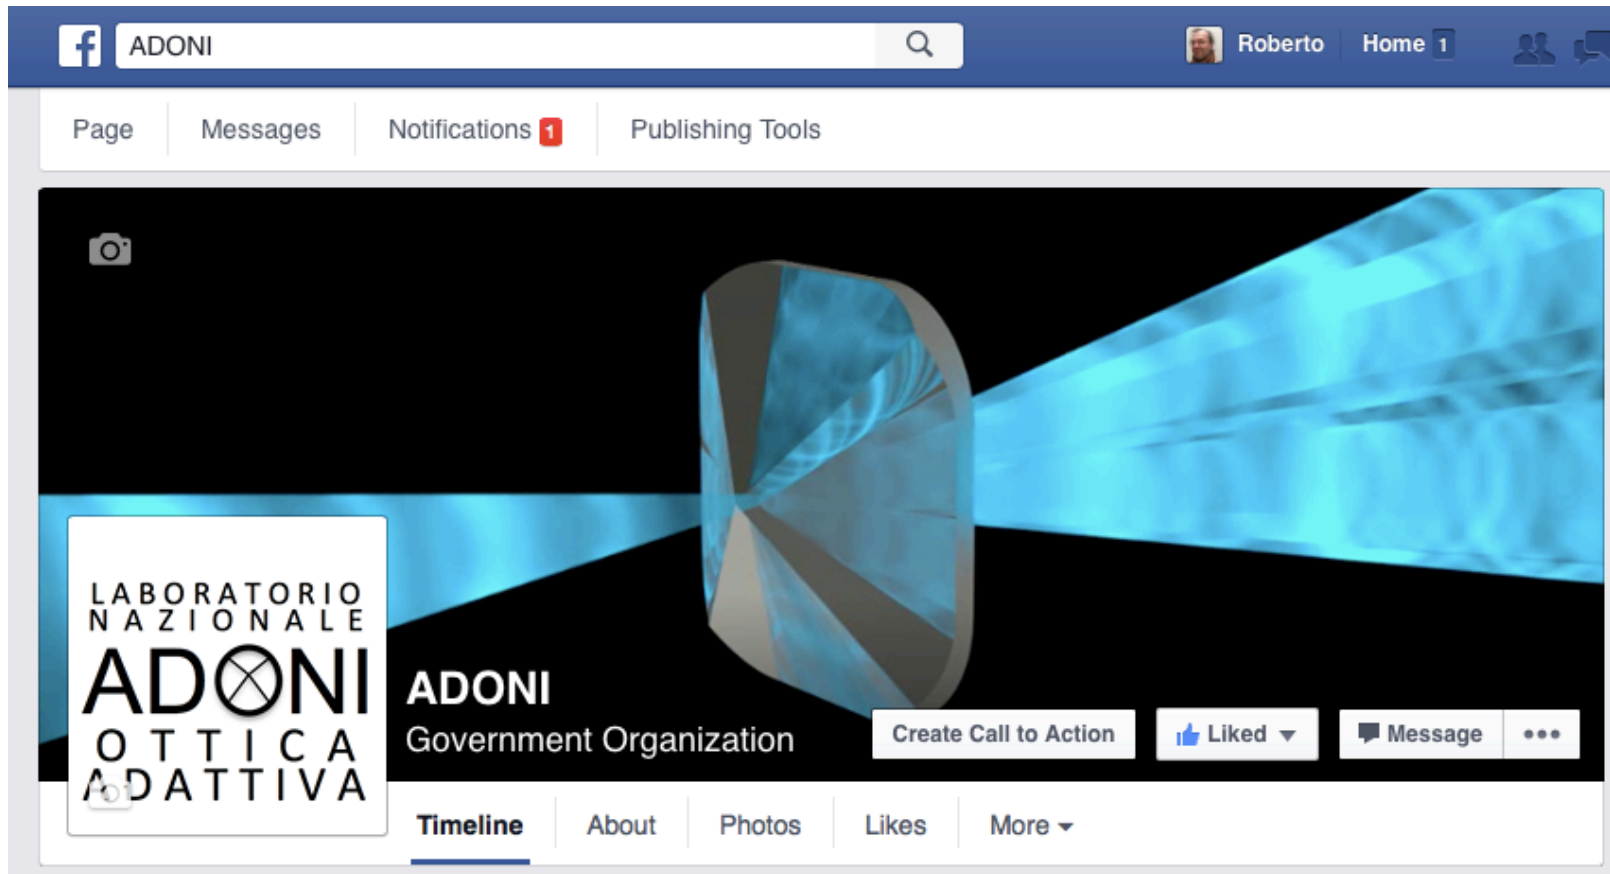 ADONI
Roberto
Home 1
Page
Messages
Notifications 1
Publishing Tools
LABORATORIO
NAZIONALE
ADONI
OTTICA
ADATTIVA
ADONI
Government Organization
Create Call to Action
Liked
Message
Timeline
About
Photos
Likes
More